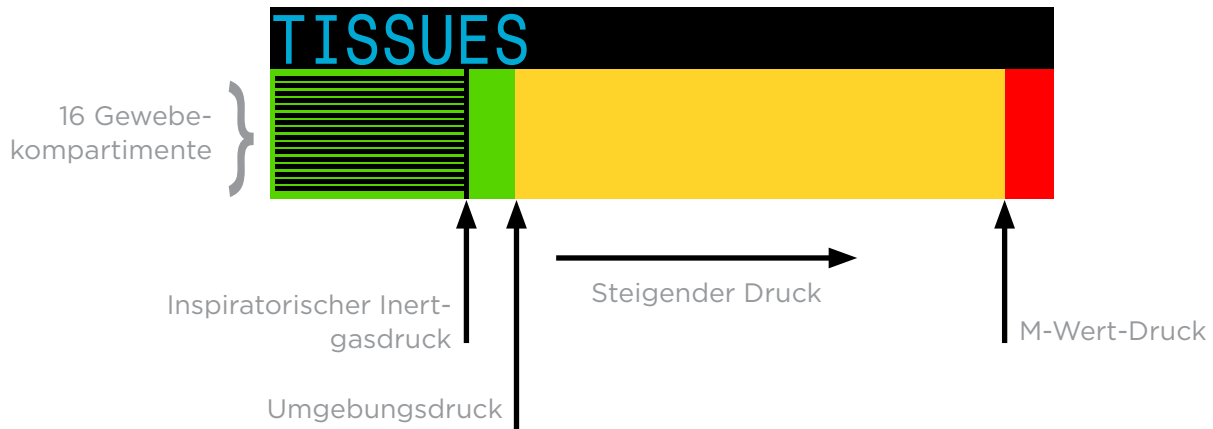 TISSUES
16 Gewebe-
kompartimente
Inspiratorischer Inert-
gasdruck
Steigender Druck
M-Wert-Druck
Umgebungsdruck